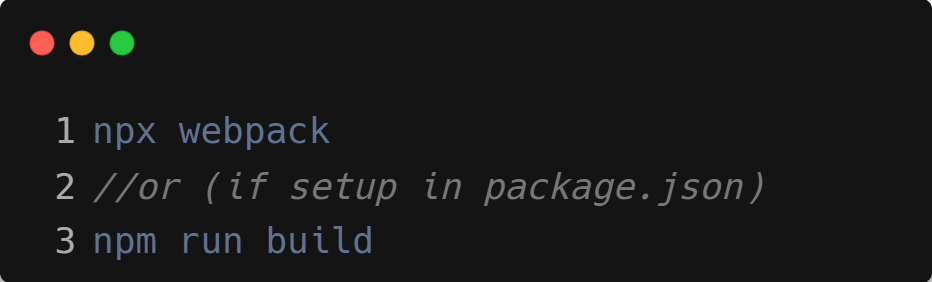 1 npx webpack
2 //or (if setup in package.json)
3 npm run build